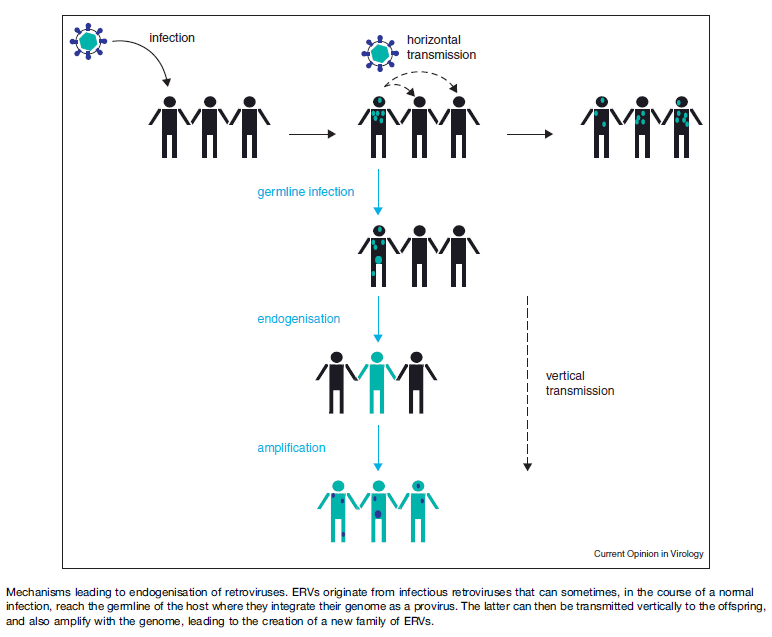 infection
horizontal
transmission
germline infection
endogenisation
vertical
transmission
amplification
Current Opinion in Virology
Mechanisms leading to endogenisation of retroviruses. ERVs originate from infectious retroviruses that can sometimes, in the course of a normal
infection, reach the germline of the host where they integrate their genome as a provirus. The latter can then be transmitted vertically to the offspring,
and also amplify with the genome, leading to the creation of a new family of ERVs.